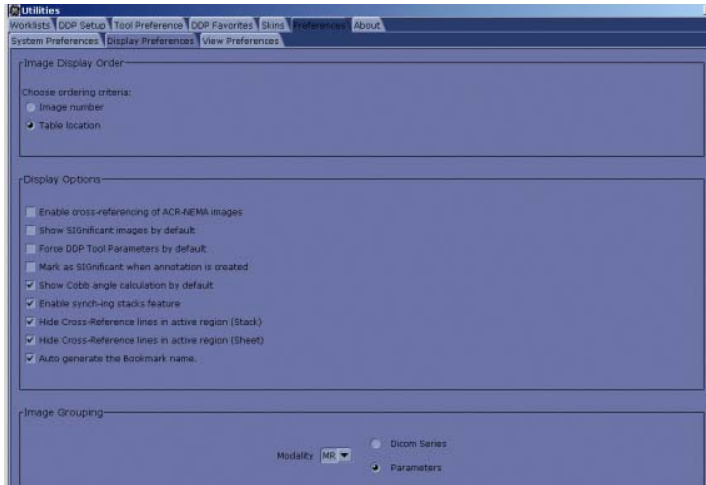 Utilities
Worklists DDP Setup Tool Preference DDP Favorites Skins Preferences About
System Preferences Display Preferences View Preferences
Image Display Order
Choose ordering criteria:
Image number
Table location
Display Options
Enable cross-referencing of ACR-NEMA images
Show SIGnificant images by default
Force DDP Tool Parameters by default
Mark as SIGnificant when annotation is created
Show Cobb angle calculation by default
Enable synch-ing stacks feature
Hide Cross-Reference lines in active region (Stack)
Hide Cross-Reference lines in active region (Sheet)
Auto generate the Bookmark name.
Image Grouping
Dicom Series
Modality MR
Parameters